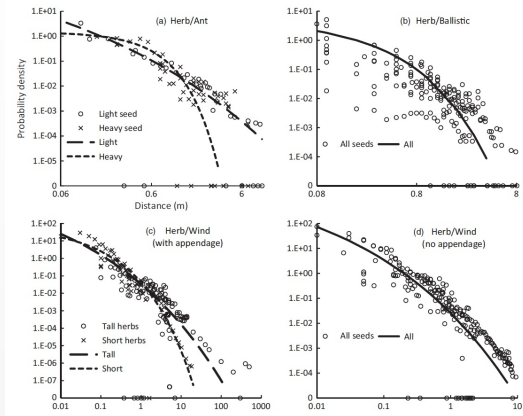 (a) Herb/Ant
1.E+01
1.E+00
1.E-01
1.E-02
1.E-03
1.E-04
1.E-05
0
Probability density
Light seed
Heavy seed
Light
Heavy
0.06 0.6 6
Distance (m)
(b) Herb/Ballistic
1.E+01
1.E+00
1.E-01
1.E-02
1.E-03
1.E-04
0
All seeds All
0.08 0.8 8
(c) Herb/Wind
(with appendage)
1.E+02
1.E+01
1.E+00
1.E-01
1.E-02
1.E-03
1.E-04
1.E-05
1.E-06
1.E-07
0
Tall herbs
Short herbs
Tall
Short
0.01 0.1 1 10 100 1000
(d) Herb/Wind
(no appendage)
1.E+02
1.E+01
1.E+00
1.E-01
1.E-02
1.E-03
1.E-04
0
All seeds All
0.01 0.1 1 10